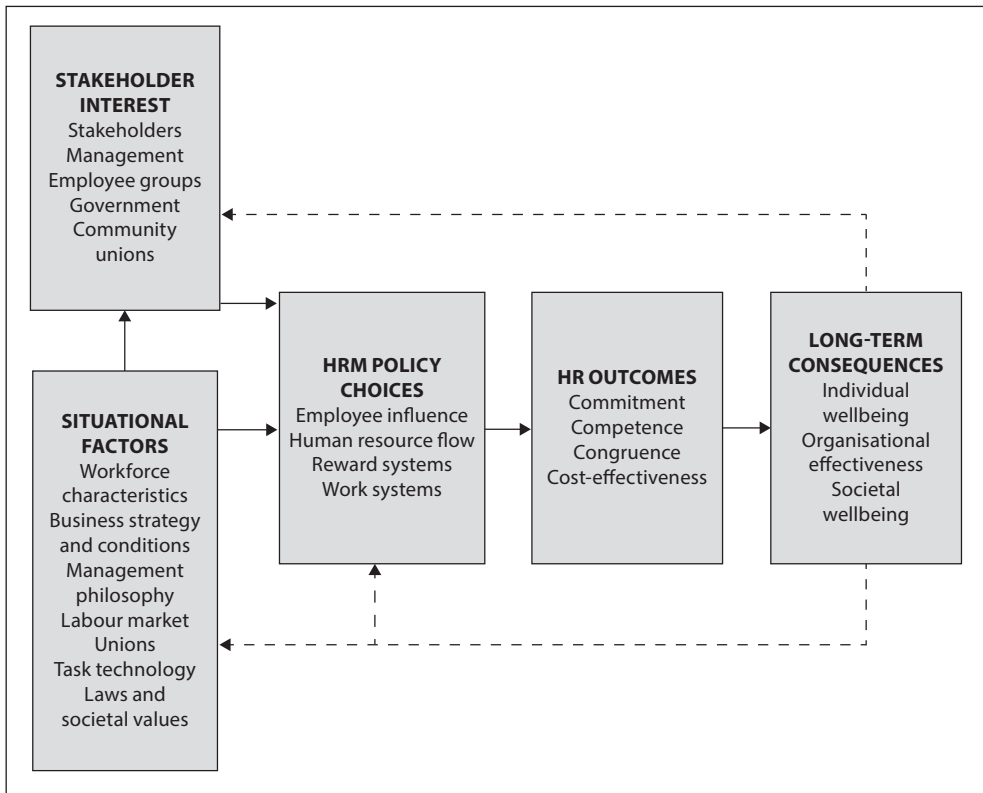 STAKEHOLDER
INTEREST
Stakeholders
Management
Employee groups
Government
Community
unions
SITUATIONAL
FACTORS
Workforce
characteristics
Business strategy
and conditions
Management
philosophy
Labour market
Unions
Task technology
Laws and
societal values
HRM POLICY
CHOICES
Employee influence
Human resource flow
Reward systems
Work systems
HR OUTCOMES
Commitment
Competence
Congruence
Cost-effectiveness
LONG-TERM
CONSEQUENCES
Individual
wellbeing
Organisational
effectiveness
Societal
wellbeing